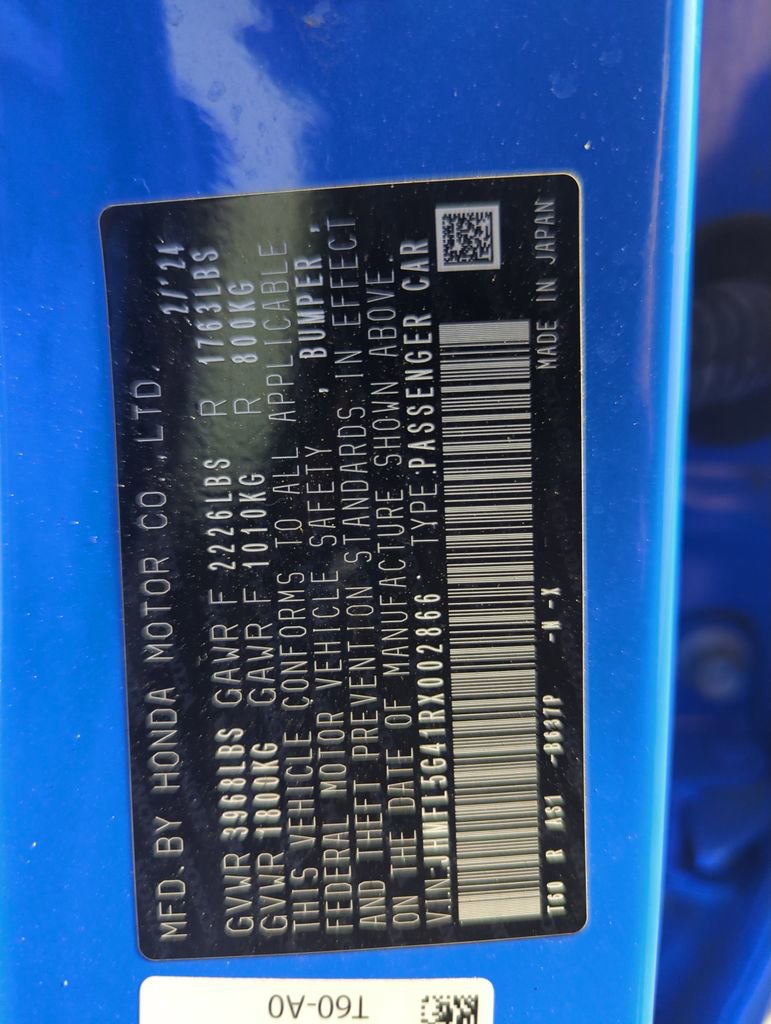 MFD. BY HONDA MOTOR CO., LTD. 2/'24
GVWR 3968LBS GAWR F 2226LBS R 1763LBS
GVWR 1800KG GAWR F 1010KG R 800KG
THIS VEHICLE CONFORMS TO ALL APPLICABLE
FEDERAL MOTOR VEHICLE SAFETY , BUMPER ,
AND THEFT PREVENTION STANDARDS IN EFFECT
ON THE DATE OF MANUFACTURE SHOWN ABOVE.
V.I.N:JHMFL5G41RX002866 · TYPE:PASSENGER CAR
T60 R AS1 -B637P -N -X MADE IN JAPAN
T60-A0